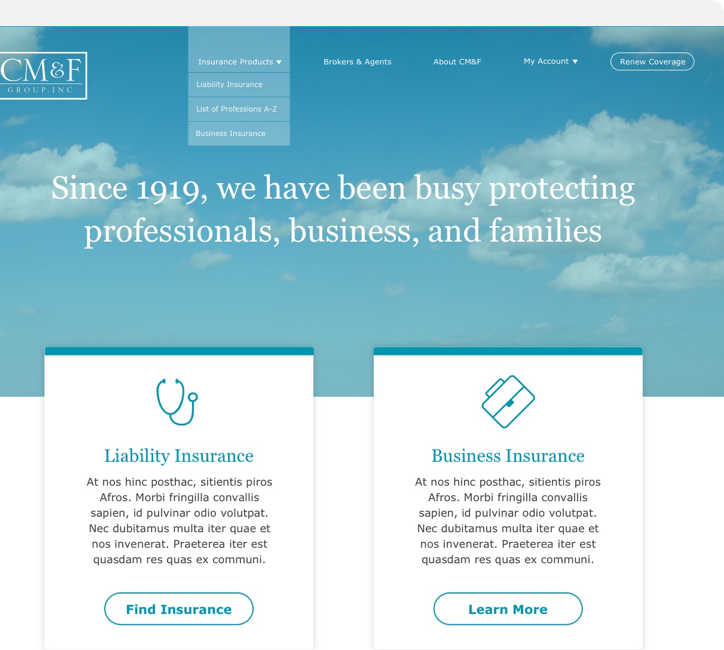 CM&F
GROUP, INC
Insurance Products
Brokers & Agents
About CM&F
My Account
Renew Coverage
Liability Insurance
List of Professions A-Z
Business Insurance
Since 1919, we have been busy protecting
professionals, business, and families
Liability Insurance
At nos hinc posthac, sitientis piros
Afros. Morbi fringilla convallis
sapien, id pulvinar odio volutpat.
Nec dubitamus multa iter quae et
nos invenerat. Praeterea iter est
quasdam res quas ex communi.
Find Insurance
Business Insurance
At nos hinc posthac, sitientis piros
Afros. Morbi fringilla convallis
sapien, id pulvinar odio volutpat.
Nec dubitamus multa iter quae et
nos invenerat. Praeterea iter est
quasdam res quas ex communi.
Learn More